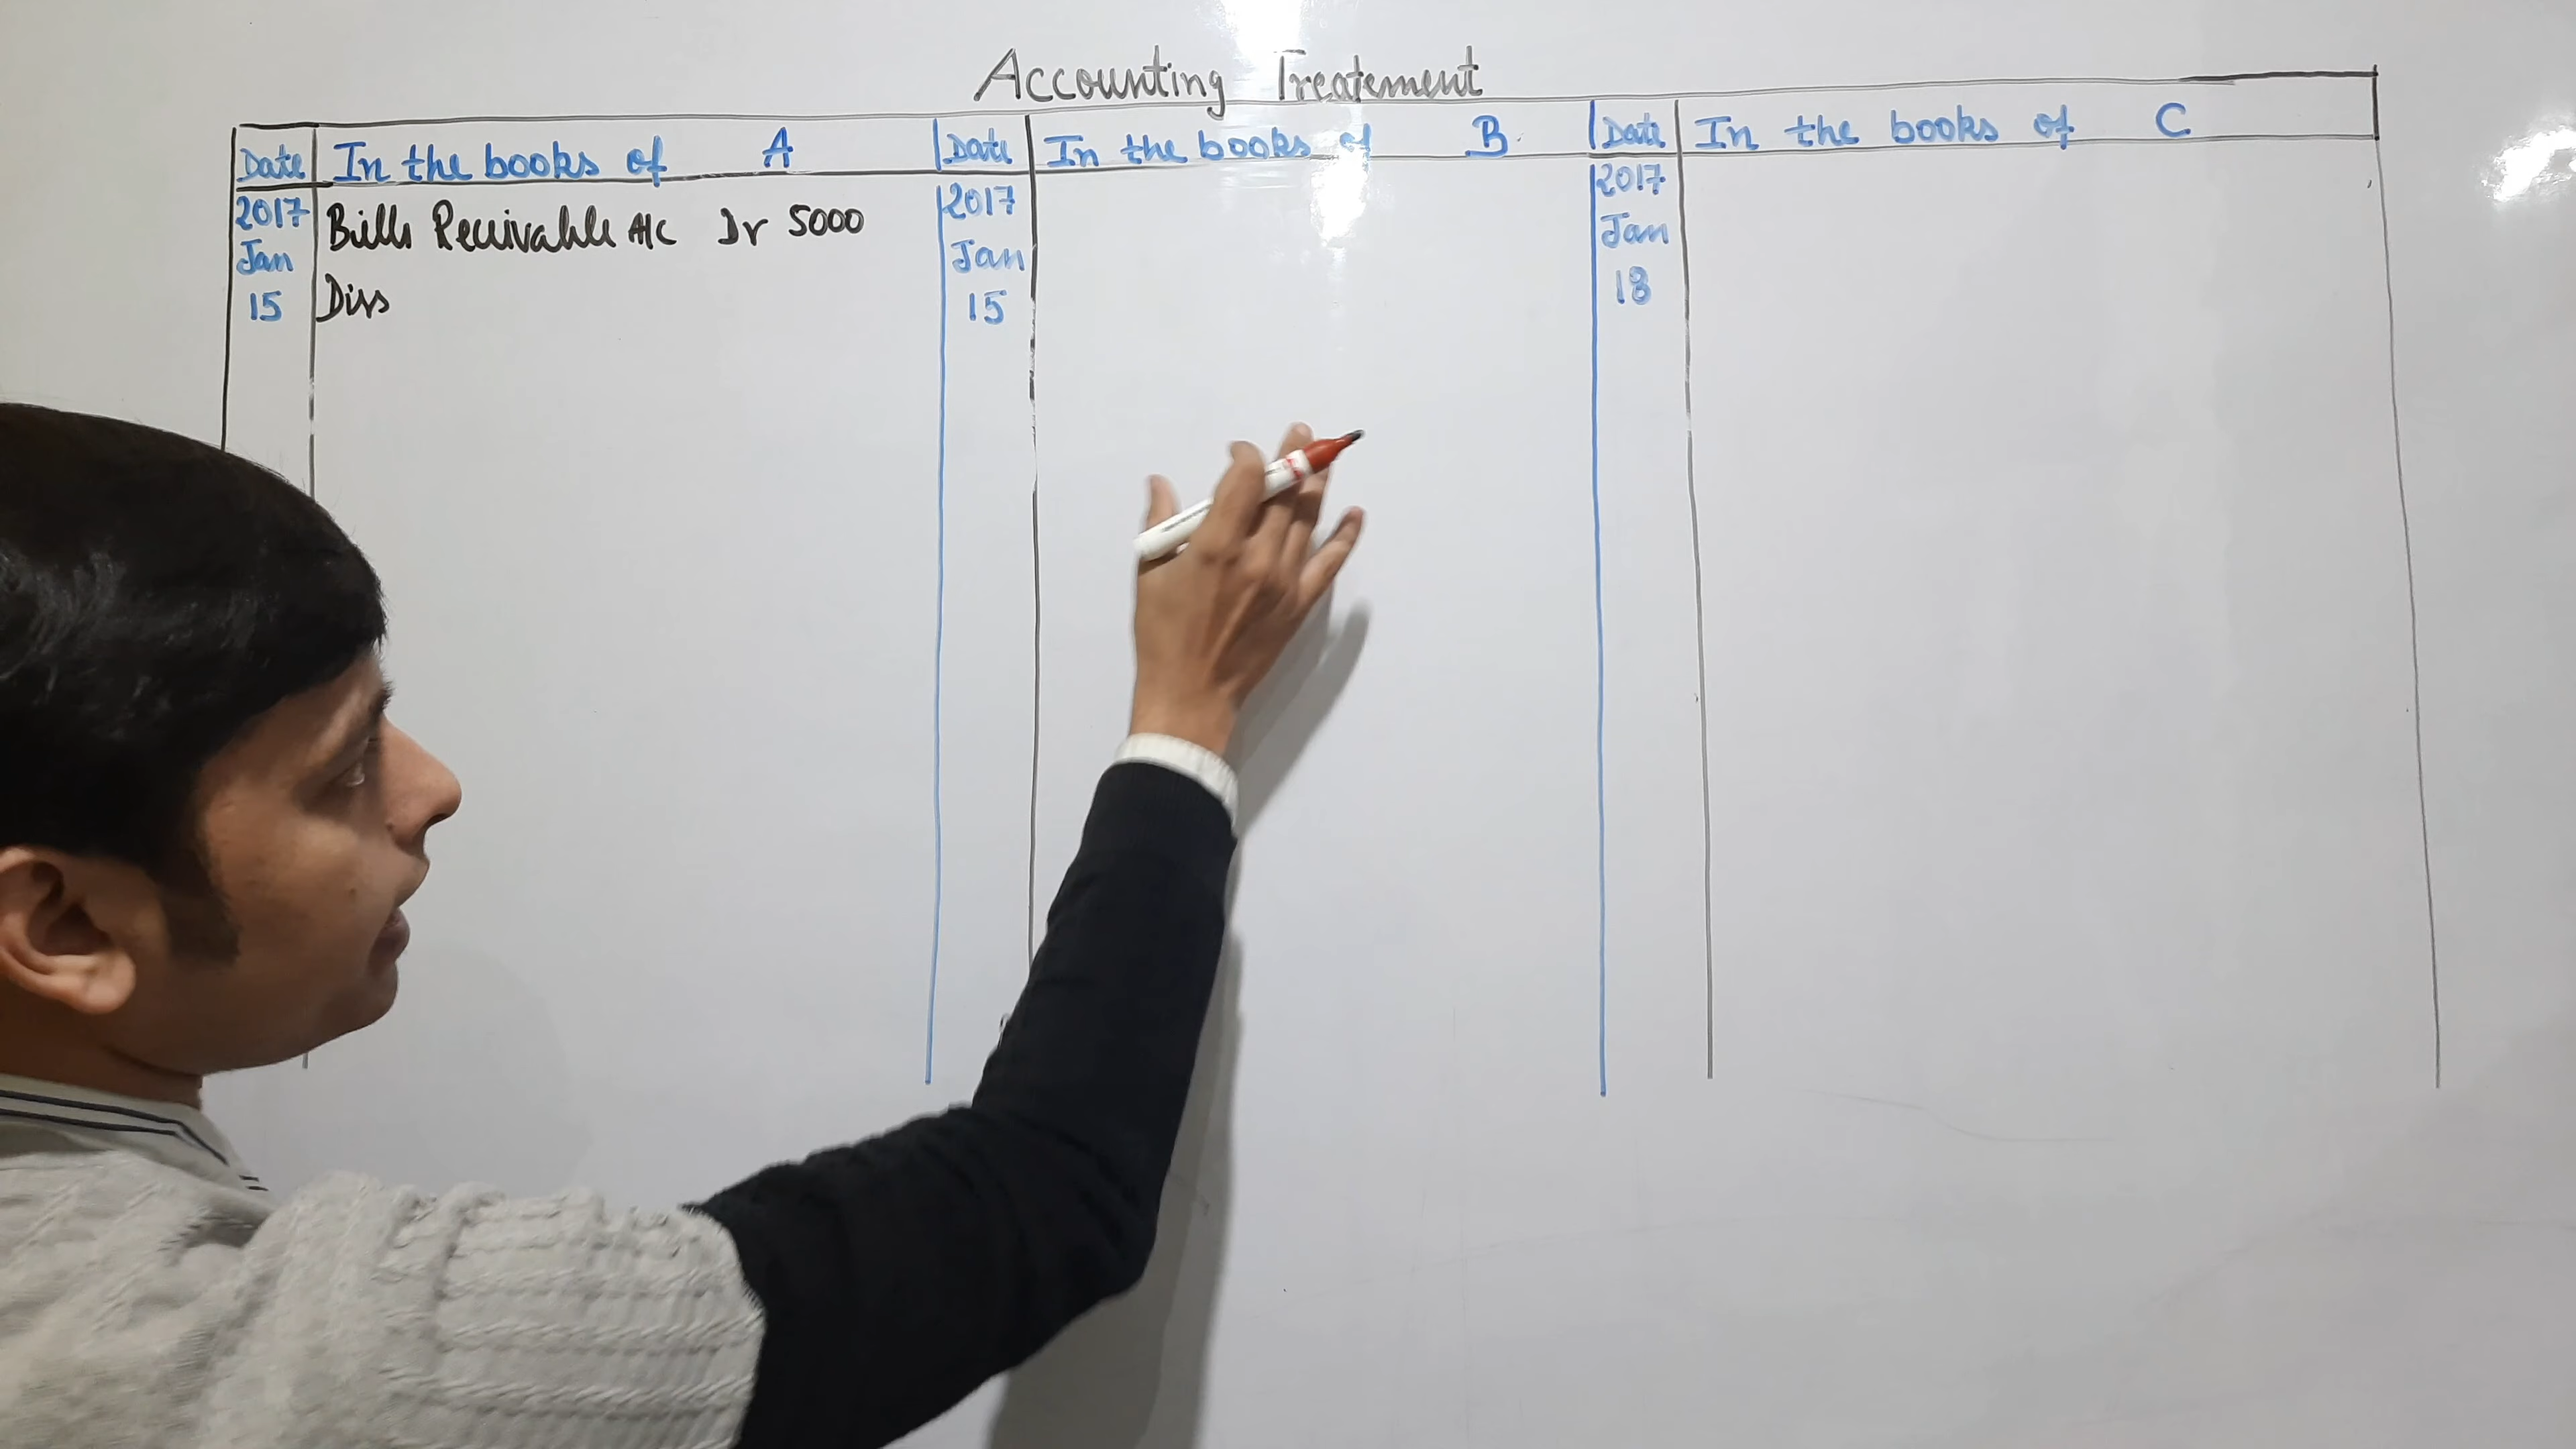 Accounting Treatement
Date In the books of A Date In the books of B Date In the books of C
2017 Bills Receivable A/c Dr 5000 2017 2017
Jan Jan Jan
15 Diss 15 18